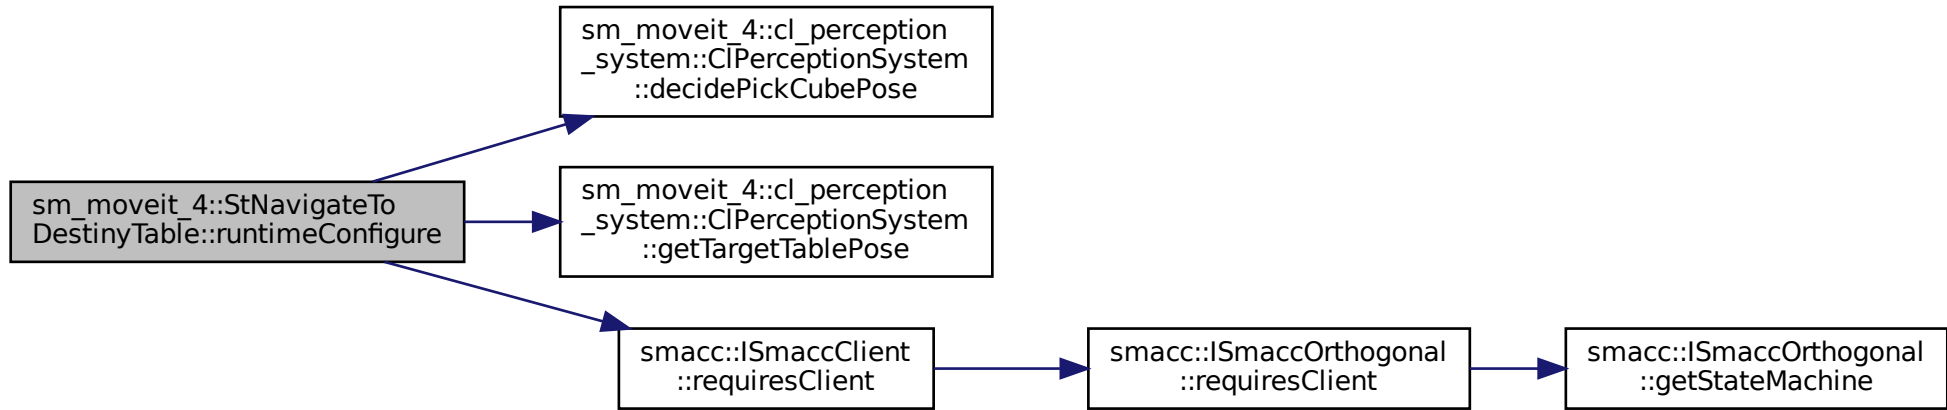 sm_moveit_4::cl_perception
_system::ClPerceptionSystem
::decidePickCubePose
sm_moveit_4::StNavigateTo
DestinyTable::runtimeConfigure
sm_moveit_4::cl_perception
_system::ClPerceptionSystem
::getTargetTablePose
smacc::ISmaccClient
::requiresClient
smacc::ISmaccOrthogonal
::requiresClient
smacc::ISmaccOrthogonal
::getStateMachine